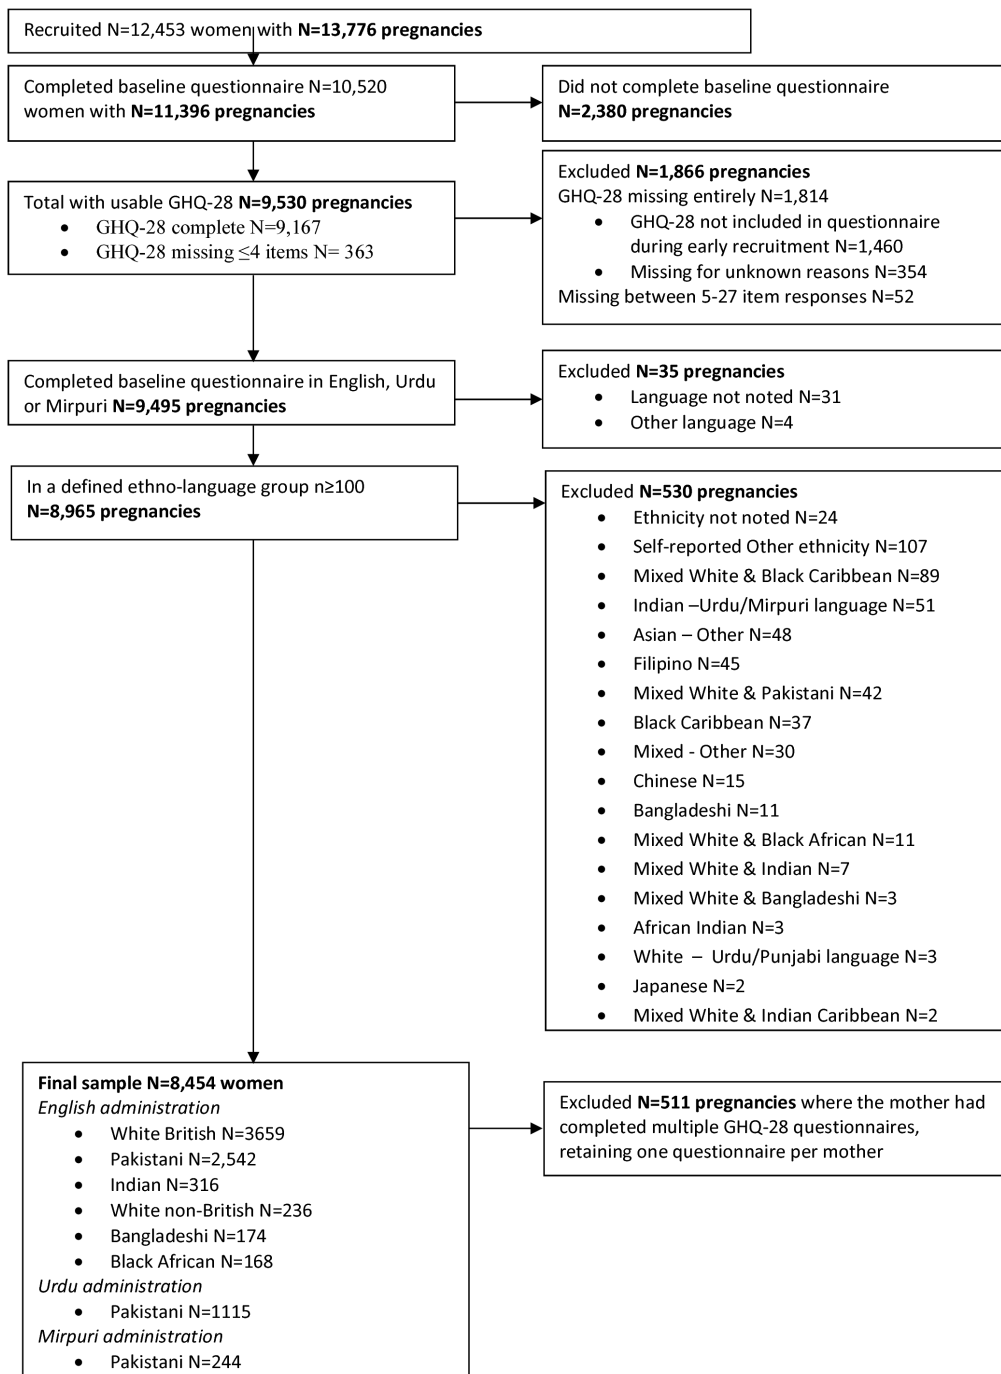 Recruited N=12,453 women with N=13,776 pregnancies
Completed baseline questionnaire N=10,520
women with N=11,396 pregnancies
Did not complete baseline questionnaire
N=2,380 pregnancies
Total with usable GHQ-28 N=9,530 pregnancies
• GHQ-28 complete N=9,167
• GHQ-28 missing ≤4 items N= 363
Excluded N=1,866 pregnancies
GHQ-28 missing entirely N=1,814
• GHQ-28 not included in questionnaire
during early recruitment N=1,460
• Missing for unknown reasons N=354
Missing between 5-27 item responses N=52
Completed baseline questionnaire in English, Urdu
or Mirpuri N=9,495 pregnancies
Excluded N=35 pregnancies
• Language not noted N=31
• Other language N=4
In a defined ethno-language group n≥100
N=8,965 pregnancies
Excluded N=530 pregnancies
• Ethnicity not noted N=24
• Self-reported Other ethnicity N=107
• Mixed White & Black Caribbean N=89
• Indian –Urdu/Mirpuri language N=51
• Asian – Other N=48
• Filipino N=45
• Mixed White & Pakistani N=42
• Black Caribbean N=37
• Mixed - Other N=30
• Chinese N=15
• Bangladeshi N=11
• Mixed White & Black African N=11
• Mixed White & Indian N=7
• Mixed White & Bangladeshi N=3
• African Indian N=3
• White – Urdu/Punjabi language N=3
• Japanese N=2
• Mixed White & Indian Caribbean N=2
Final sample N=8,454 women
English administration
• White British N=3659
• Pakistani N=2,542
• Indian N=316
• White non-British N=236
• Bangladeshi N=174
• Black African N=168
Urdu administration
• Pakistani N=1115
Mirpuri administration
• Pakistani N=244
Excluded N=511 pregnancies where the mother had
completed multiple GHQ-28 questionnaires,
retaining one questionnaire per mother